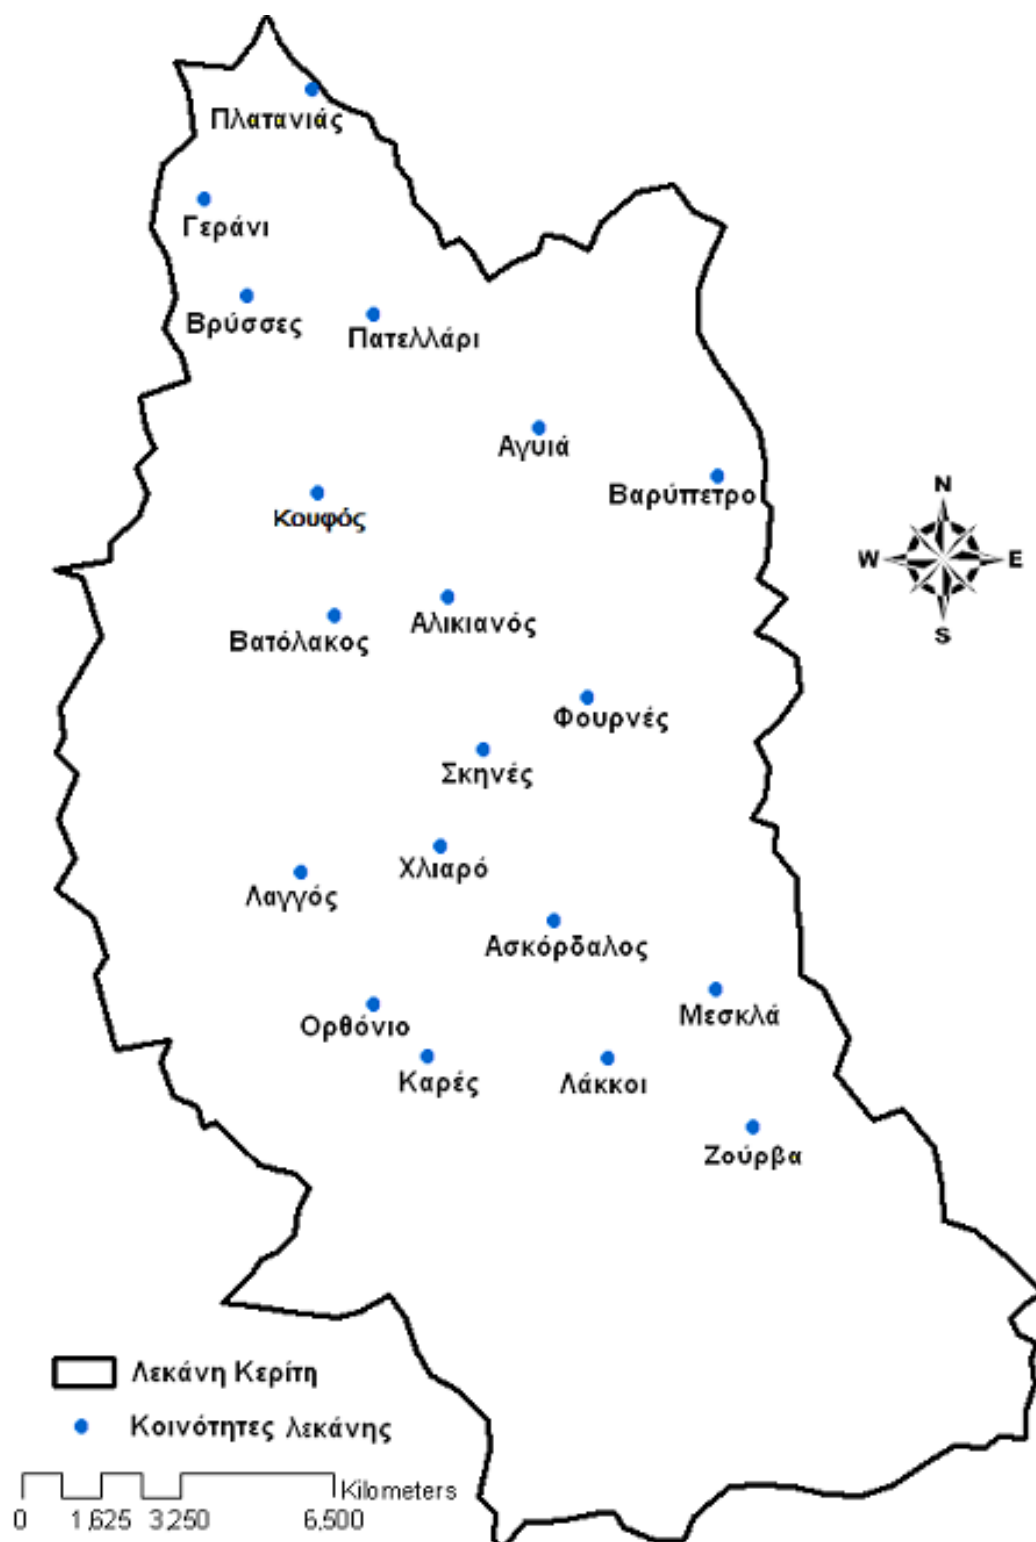 Πλατανιάς
Γεράνι
Βρύσσες
Πατελλάρι
Αγυιά
Βαρύπετρο
Κουφός
N
W E
S
Αλικιανός
Βατόλακος
Φουρνές
Σκηνές
Χλιαρό
Λαγγός
Ασκόρδαλος
Μεσκλά
Ορθόνιο
Καρές
Λάκκοι
Ζούρβα
Λεκάνη Κερίτη
Κοινότητες λεκάνης
Kilometers
0 1,625 3,250 6,500